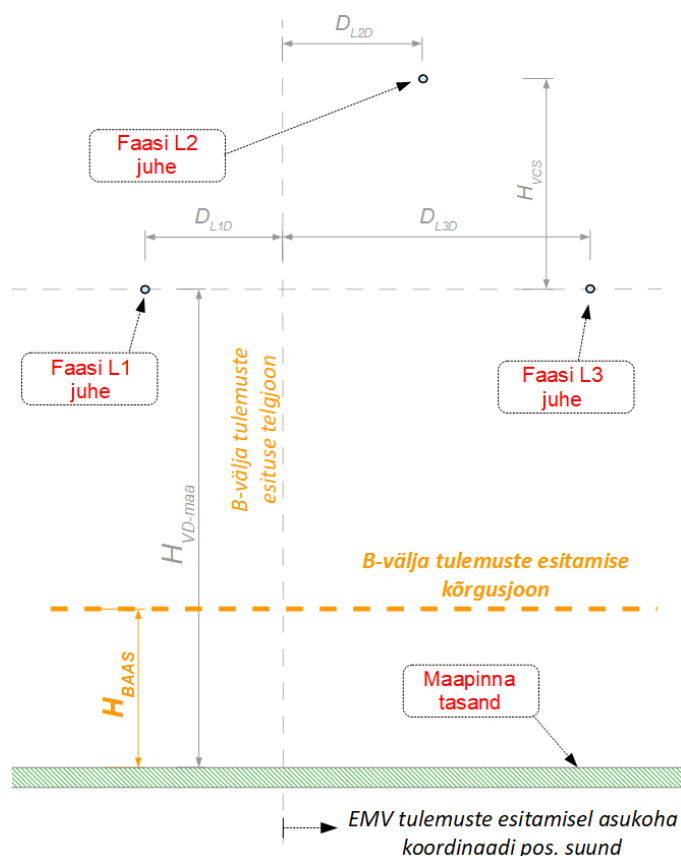 D_L2D
Faasi L2
juhe
H_VCS
D_L1D
D_L3D
Faasi L1
juhe
Faasi L3
juhe
B-välja tulemuste
esituse telgjoon
H_VD-maa
B-välja tulemuste esitamise
kõrgusjoon
H_BAAS
Maapinna
tasand
EMV tulemuste esitamisel asukoha
koordinaadi pos. suund